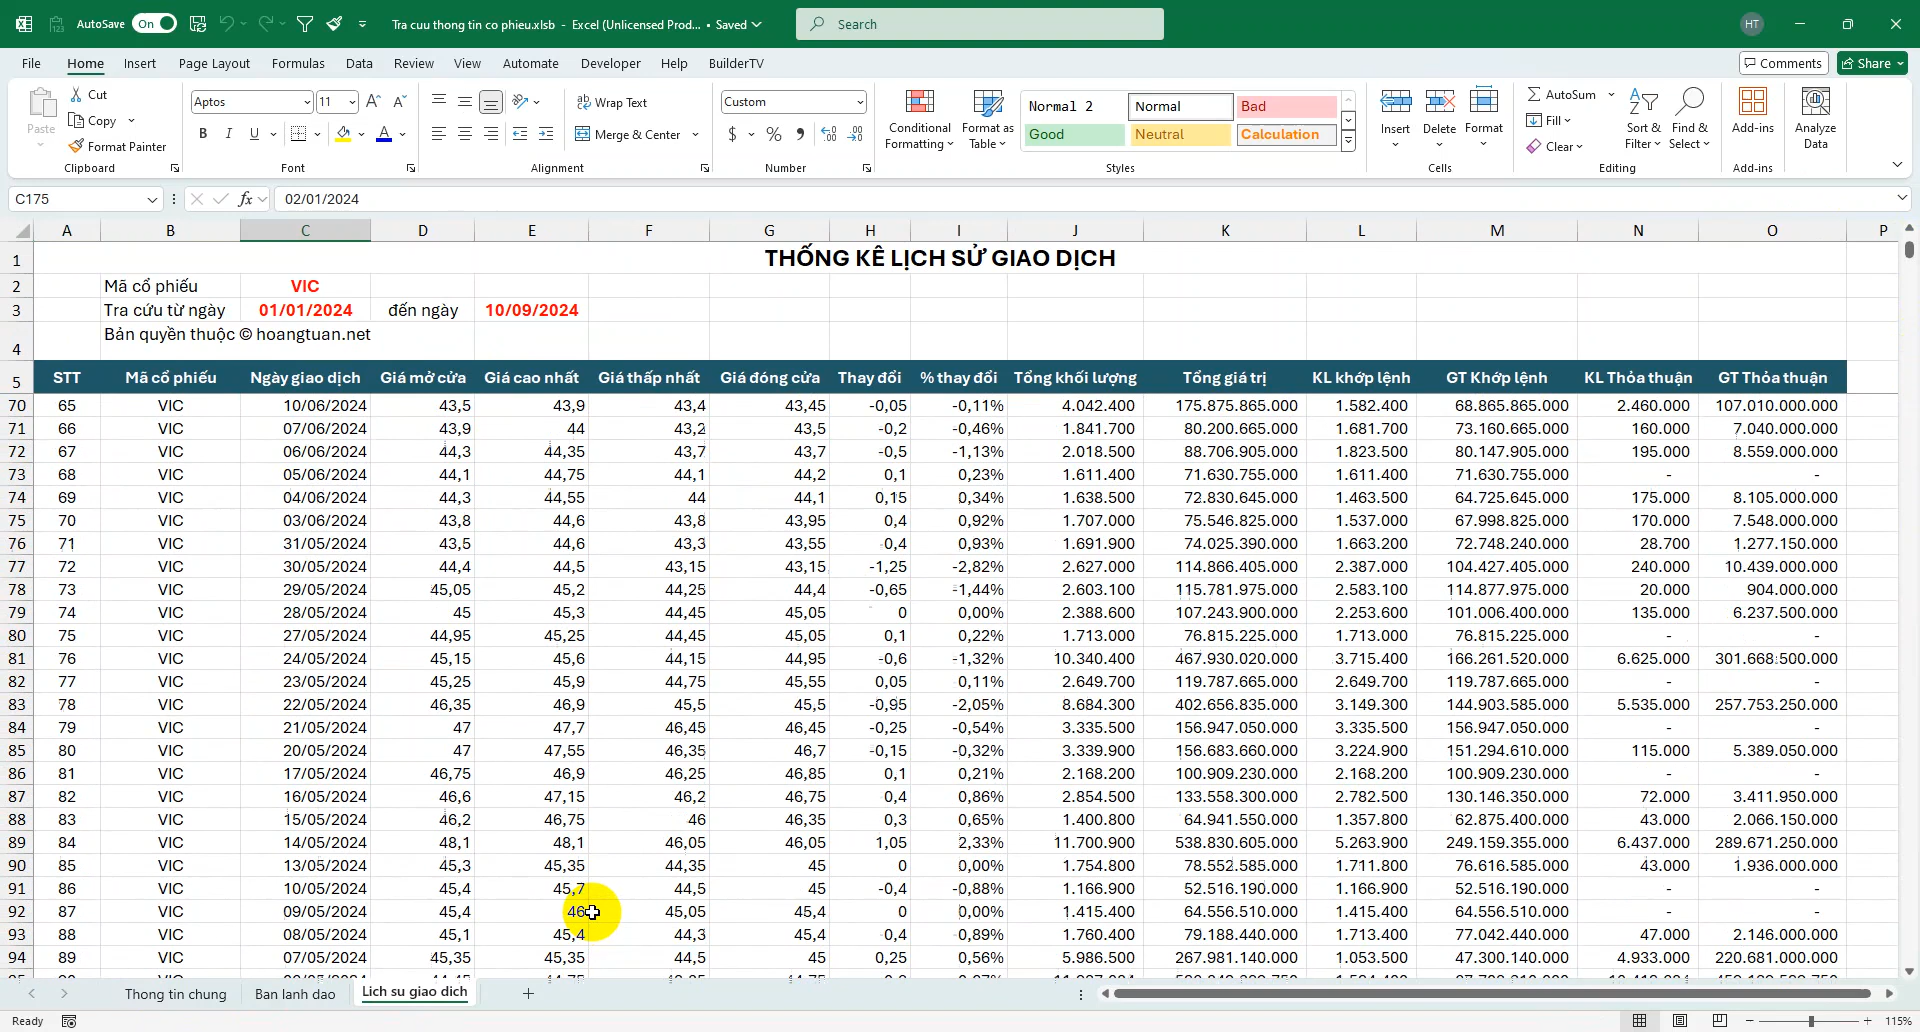 AutoSave On Tra cuu thong tin co phieu.xlsb - Excel (Unlicensed Prod... • Saved Search HT
File Home Insert Page Layout Formulas Data Review View Automate Developer Help BuilderTV Comments Share
Paste Cut Copy Format Painter Clipboard
Aptos 11 B I U A Font
Wrap Text Merge & Center Alignment
Custom $ % Number
Conditional Formatting Format as Table Normal 2 Normal Bad Good Neutral Calculation Styles
Insert Delete Format Cells
AutoSum Fill Clear Sort & Filter Find & Select Editing
Add-ins Add-ins
Analyze Data
C175 fx 02/01/2024
A B C D E F G H I J K L M N O P
1 THỐNG KÊ LỊCH SỬ GIAO DỊCH
2 Mã cổ phiếu VIC
3 Tra cứu từ ngày 01/01/2024 đến ngày 10/09/2024
4 Bản quyền thuộc © hoangtuan.net
5 STT Mã cổ phiếu Ngày giao dịch Giá mở cửa Giá cao nhất Giá thấp nhất Giá đóng cửa Thay đổi % thay đổi Tổng khối lượng Tổng giá trị KL khớp lệnh GT Khớp lệnh KL Thỏa thuận GT Thỏa thuận
70 65 VIC 10/06/2024 43,5 43,9 43,4 43,45 -0,05 -0,11% 4.042.400 175.875.865.000 1.582.400 68.865.865.000 2.460.000 107.010.000.000
71 66 VIC 07/06/2024 43,9 44 43,2 43,5 -0,2 -0,46% 1.841.700 80.200.665.000 1.681.700 73.160.665.000 160.000 7.040.000.000
72 67 VIC 06/06/2024 44,3 44,35 43,7 43,7 -0,5 -1,13% 2.018.500 88.706.905.000 1.823.500 80.147.905.000 195.000 8.559.000.000
73 68 VIC 05/06/2024 44,1 44,75 44,1 44,2 0,1 0,23% 1.611.400 71.630.755.000 1.611.400 71.630.755.000 - -
74 69 VIC 04/06/2024 44,3 44,55 44 44,1 0,15 0,34% 1.638.500 72.830.645.000 1.463.500 64.725.645.000 175.000 8.105.000.000
75 70 VIC 03/06/2024 43,8 44,6 43,8 43,95 0,4 0,92% 1.707.000 75.546.825.000 1.537.000 67.998.825.000 170.000 7.548.000.000
76 71 VIC 31/05/2024 43,5 44,6 43,3 43,55 0,4 0,93% 1.691.900 74.025.390.000 1.663.200 72.748.240.000 28.700 1.277.150.000
77 72 VIC 30/05/2024 44,4 44,5 43,15 43,15 -1,25 -2,82% 2.627.000 114.866.405.000 2.387.000 104.427.405.000 240.000 10.439.000.000
78 73 VIC 29/05/2024 45,05 45,2 44,25 44,4 -0,65 -1,44% 2.603.100 115.781.975.000 2.583.100 114.877.975.000 20.000 904.000.000
79 74 VIC 28/05/2024 45 45,3 44,45 45,05 0 0,00% 2.388.600 107.243.900.000 2.253.600 101.006.400.000 135.000 6.237.500.000
80 75 VIC 27/05/2024 44,95 45,25 44,45 45,05 0,1 0,22% 1.713.000 76.815.225.000 1.713.000 76.815.225.000 - -
81 76 VIC 24/05/2024 45,15 45,6 44,15 44,95 -0,6 -1,32% 10.340.400 467.930.020.000 3.715.400 166.261.520.000 6.625.000 301.668.500.000
82 77 VIC 23/05/2024 45,25 45,9 44,75 45,55 0,05 0,11% 2.649.700 119.787.665.000 2.649.700 119.787.665.000 - -
83 78 VIC 22/05/2024 46,35 46,9 45,5 45,5 -0,95 -2,05% 8.684.300 402.656.835.000 3.149.300 144.903.585.000 5.535.000 257.753.250.000
84 79 VIC 21/05/2024 47 47,7 46,45 46,45 -0,25 -0,54% 3.335.500 156.947.050.000 3.335.500 156.947.050.000 - -
85 80 VIC 20/05/2024 47 47,55 46,35 46,7 -0,15 -0,32% 3.339.900 156.683.660.000 3.224.900 151.294.610.000 115.000 5.389.050.000
86 81 VIC 17/05/2024 46,75 46,9 46,25 46,85 0,1 0,21% 2.168.200 100.909.230.000 2.168.200 100.909.230.000 - -
87 82 VIC 16/05/2024 46,6 47,15 46,2 46,75 0,4 0,86% 2.854.500 133.558.300.000 2.782.500 130.146.350.000 72.000 3.411.950.000
88 83 VIC 15/05/2024 46,2 46,75 46 46,35 0,3 0,65% 1.400.800 64.941.550.000 1.357.800 62.875.400.000 43.000 2.066.150.000
89 84 VIC 14/05/2024 48,1 48,1 46,05 46,05 1,05 2,33% 11.700.900 538.830.605.000 5.263.900 249.159.355.000 6.437.000 289.671.250.000
90 85 VIC 13/05/2024 45,3 45,35 44,35 45 0 0,00% 1.754.800 78.552.585.000 1.711.800 76.616.585.000 43.000 1.936.000.000
91 86 VIC 10/05/2024 45,4 45,7 44,5 45 -0,4 -0,88% 1.166.900 52.516.190.000 1.166.900 52.516.190.000 - -
92 87 VIC 09/05/2024 45,4 46 45,05 45,4 0 0,00% 1.415.400 64.556.510.000 1.415.400 64.556.510.000 - -
93 88 VIC 08/05/2024 45,1 45,4 44,3 45,4 0,4 0,89% 1.760.400 79.188.440.000 1.713.400 77.042.440.000 47.000 2.146.000.000
94 89 VIC 07/05/2024 45,35 45,35 44,5 45 0,25 0,56% 5.986.500 267.981.140.000 1.053.500 47.300.140.000 4.933.000 220.681.000.000
Thong tin chung Ban lanh dao Lich su giao dich
Ready 115%